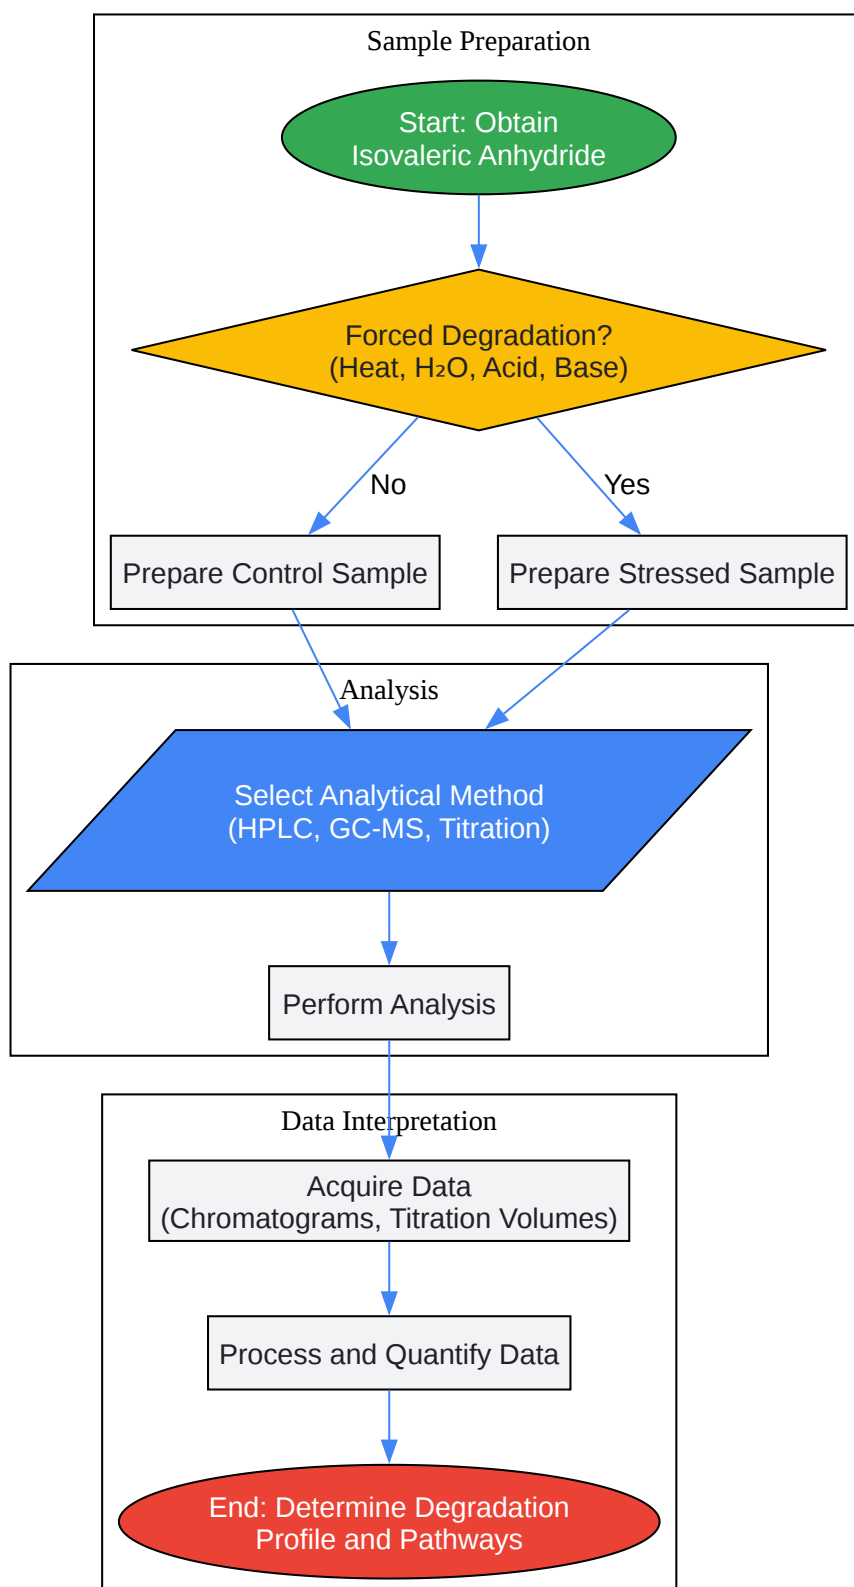 Sample Preparation
Start: Obtain
Isovaleric Anhydride
Forced Degradation?
(Heat, H₂O, Acid, Base)
No
Yes
Prepare Control Sample
Prepare Stressed Sample
Analysis
Select Analytical Method
(HPLC, GC-MS, Titration)
Perform Analysis
Data Interpretation
Acquire Data
(Chromatograms, Titration Volumes)
Process and Quantify Data
End: Determine Degradation
Profile and Pathways